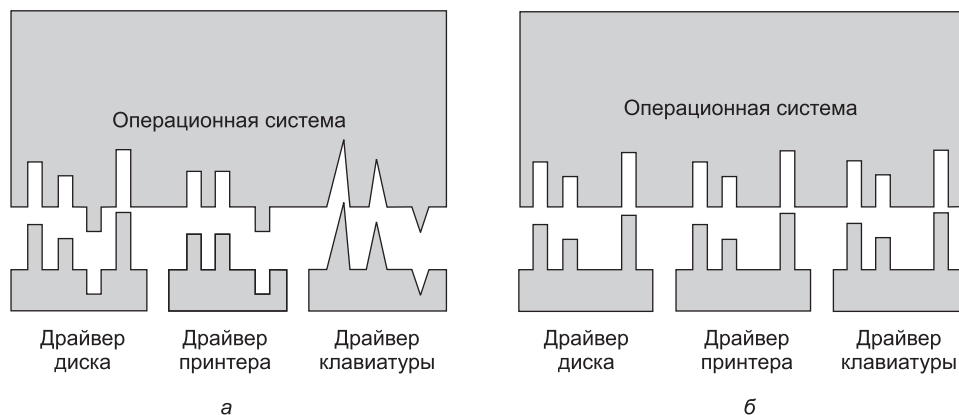 Операционная система
Операционная система
Драйвер
диска
Драйвер
принтера
Драйвер
клавиатуры
Драйвер
диска
Драйвер
принтера
Драйвер
клавиатуры
а
б